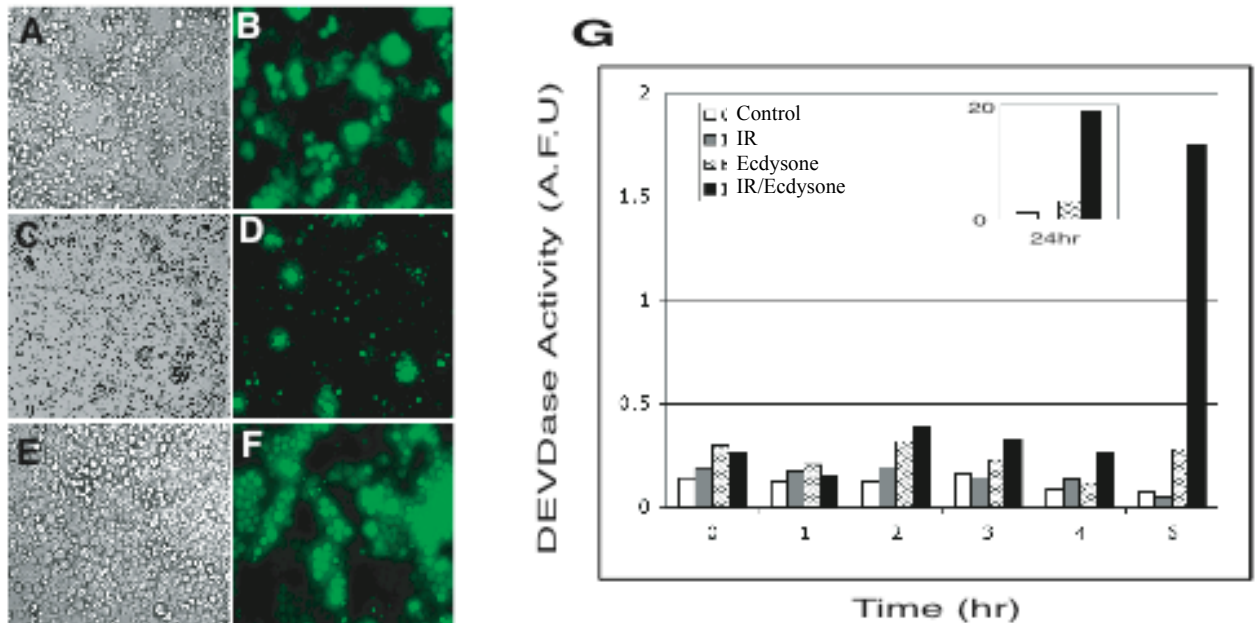 A
B
C
D
E
F
G
DEVDase Activity (A.F.U)
2
1.5
1
0.5
0
Control
IR
Ecdysone
IR/Ecdysone
20
0
24hr
1
2
3
4
Time (hr)